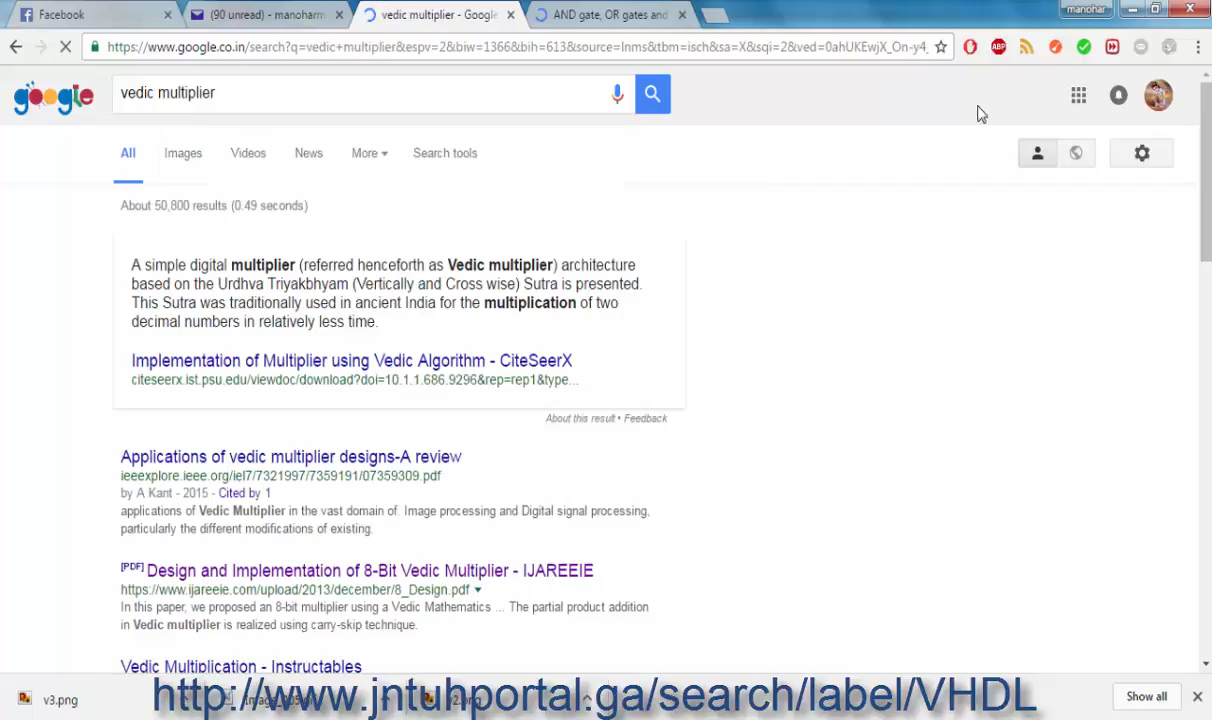 Facebook
(90 unread) - manoharm
vedic multiplier - Google
AND gate, OR gates and
manohar
https://www.google.co.in/search?q=vedic+multiplier&espv=2&biw=1366&bih=613&source=lnms&tbm=isch&sa=X&sqi=2&ved=0ahUKEwjX_On-y4_
ABP
Google
vedic multiplier
All Images Videos News More Search tools
About 50,800 results (0.49 seconds)
A simple digital multiplier (referred henceforth as Vedic multiplier) architecture
based on the Urdhva Triyakbhyam (Vertically and Cross wise) Sutra is presented.
This Sutra was traditionally used in ancient India for the multiplication of two
decimal numbers in relatively less time.
Implementation of Multiplier using Vedic Algorithm - CiteSeerX
citeseerx.ist.psu.edu/viewdoc/download?doi=10.1.1.686.9296&rep=rep1&type...
About this result • Feedback
Applications of vedic multiplier designs-A review
ieeexplore.ieee.org/iel7/7321997/7359191/07359309.pdf
by A Kant - 2015 - Cited by 1
applications of Vedic Multiplier in the vast domain of. Image processing and Digital signal processing,
particularly the different modifications of existing.
[PDF] Design and Implementation of 8-Bit Vedic Multiplier - IJAREEIE
https://www.ijareeie.com/upload/2013/december/8_Design.pdf
In this paper, we proposed an 8-bit multiplier using a Vedic Mathematics ... The partial product addition
in Vedic multiplier is realized using carry-skip technique.
Vedic Multiplication - Instructables
v3.png
http://www.jntuhportal.ga/search/label/VHDL
Show all